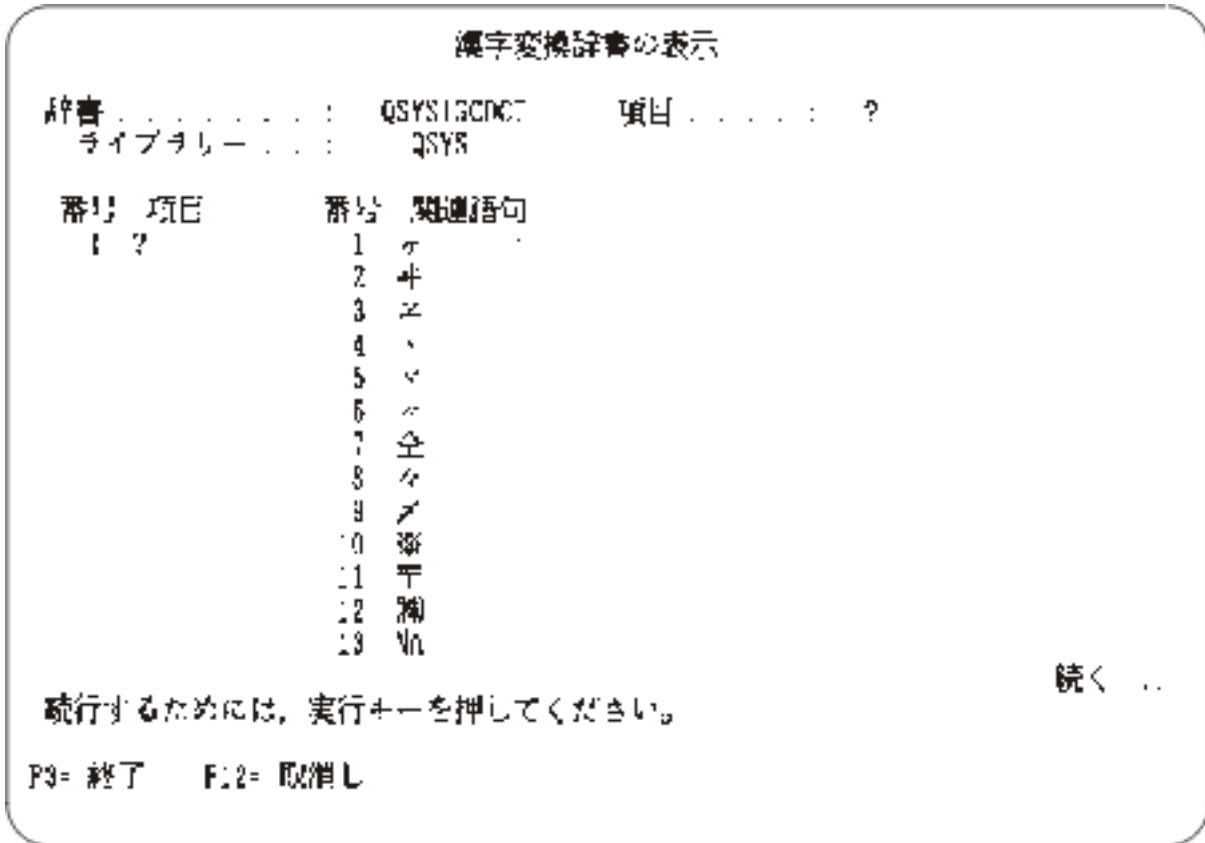 漢字変換辞書の表示
辞書 . . . . . . . . : QSYSIGCDCT 項目 . . . . . : ?
ライブラリー . . : QSYS
番号 項目 番号 関連語句
1 ? 1 ヶ
2 ヰ
3 ヱ
4 ヽ
5
6
7 仝
8 々
9 〆
10
11 〒
12 ㈱
13 №
続く ..
続行するためには, 実行キーを押してください。
F3= 終了 F12= 取消し